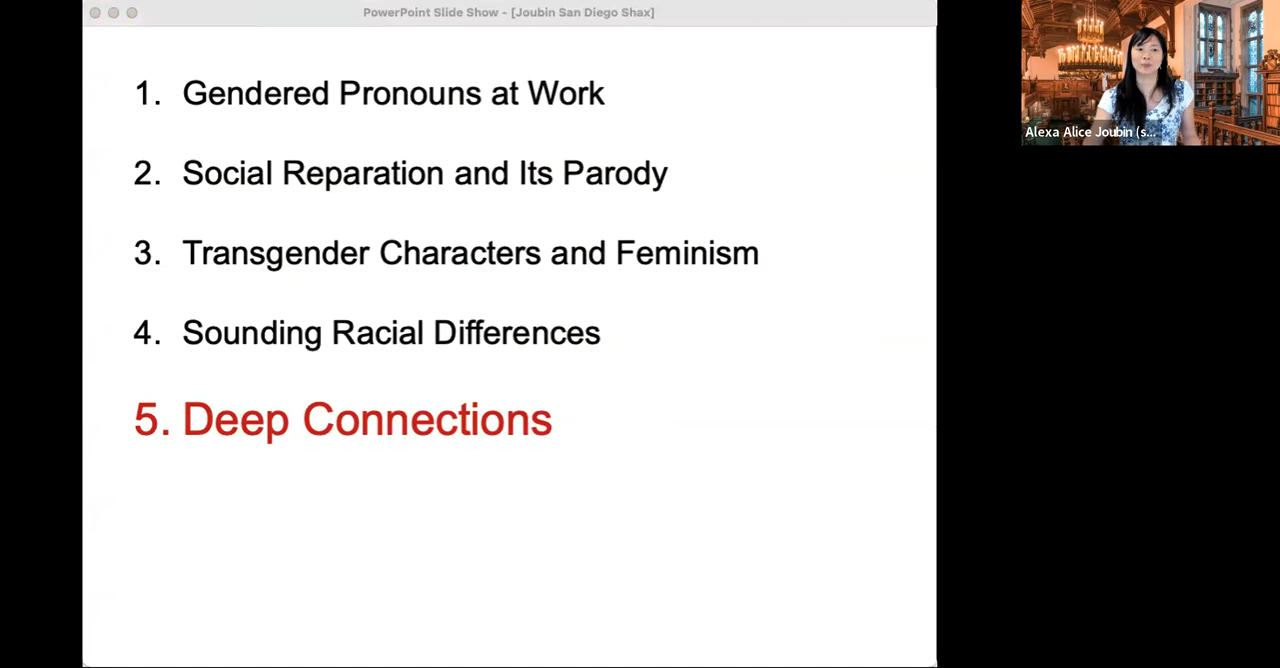 PowerPoint Slide Show - [Joubin San Diego Shax]
1. Gendered Pronouns at Work
2. Social Reparation and Its Parody
3. Transgender Characters and Feminism
4. Sounding Racial Differences
5. Deep Connections
Alexa Alice Joubin (s...